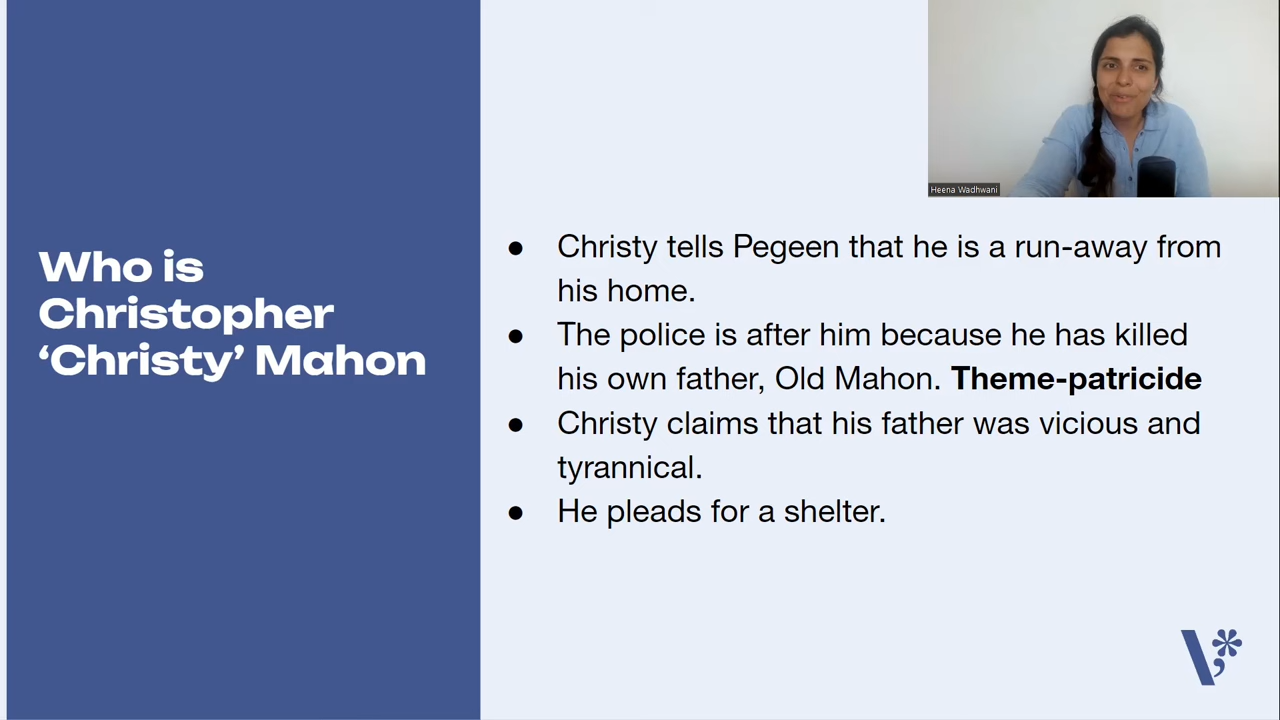 Heena Wadhwani
Who is
Christopher
‘Christy’ Mahon
● Christy tells Pegeen that he is a run-away from
his home.
● The police is after him because he has killed
his own father, Old Mahon. Theme-patricide
● Christy claims that his father was vicious and
tyrannical.
● He pleads for a shelter.